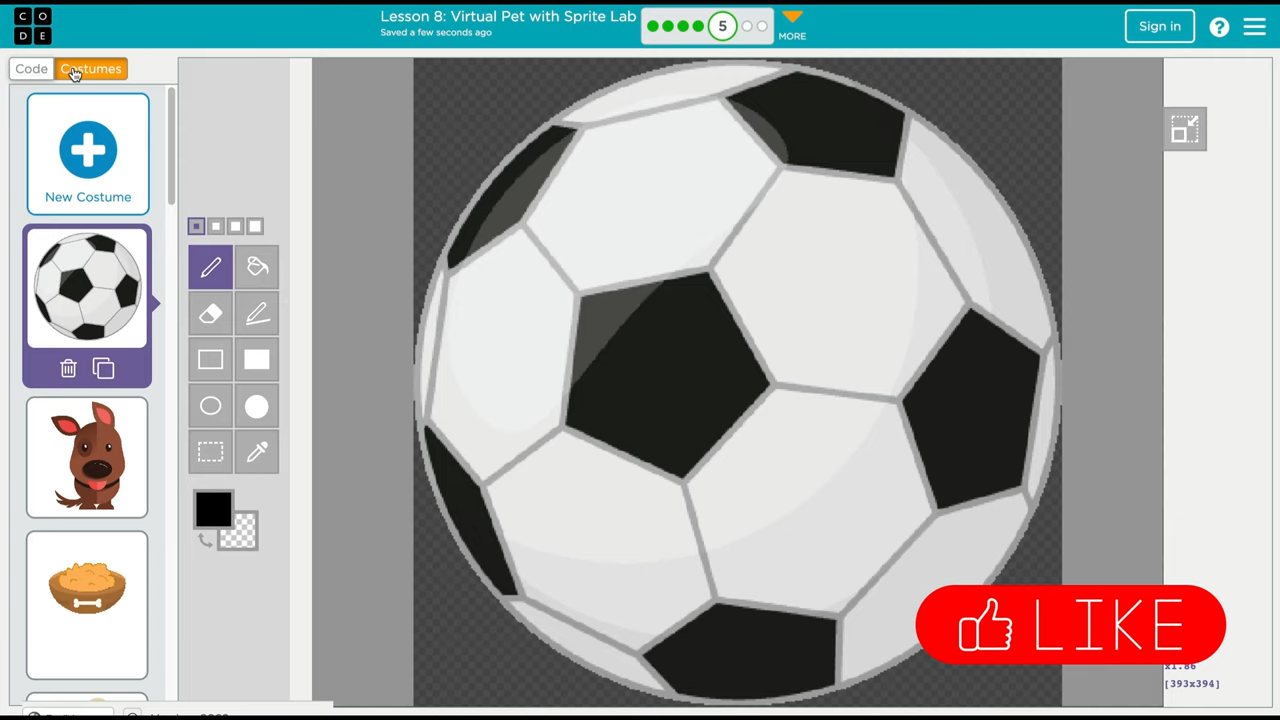 C O
D E
Lesson 8: Virtual Pet with Sprite Lab
Saved a few seconds ago
5
MORE
Sign in
?
Code
Costumes
New Costume
LIKE
x1.86
[393x394]